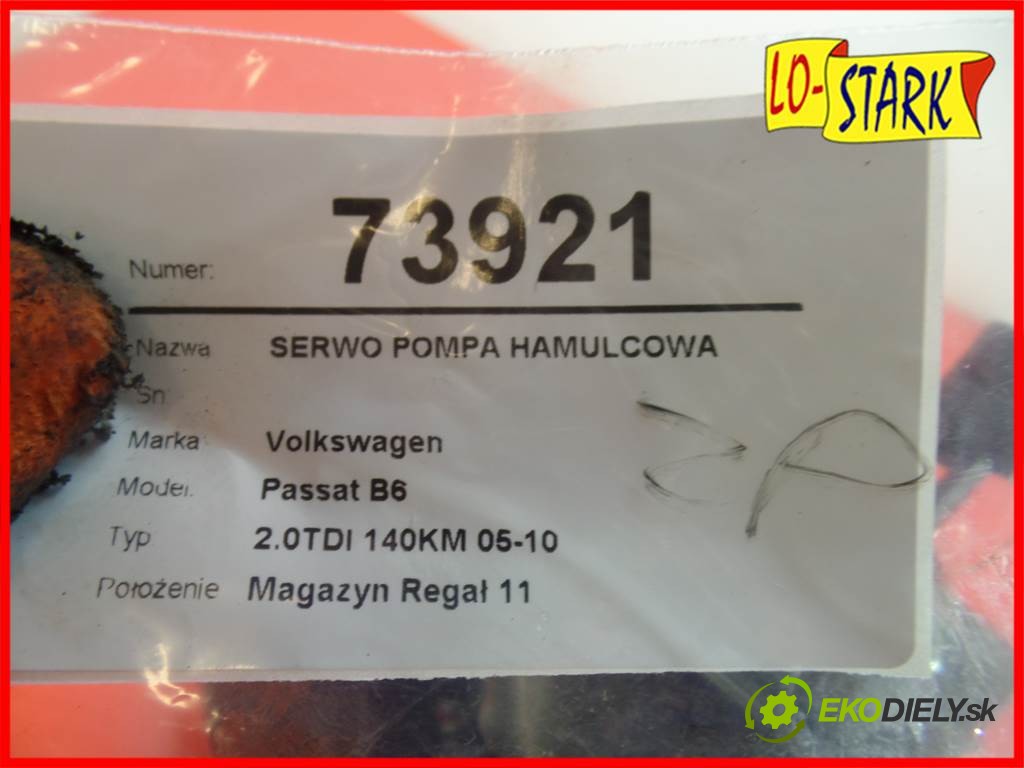 LO-STARK
Numer: 73921
Nazwa SERWO POMPA HAMULCOWA
Sn
Marka Volkswagen
Model: Passat B6
Typ 2.0TDI 140KM 05-10
Położenie Magazyn Regał 11
EKODIELY.sk